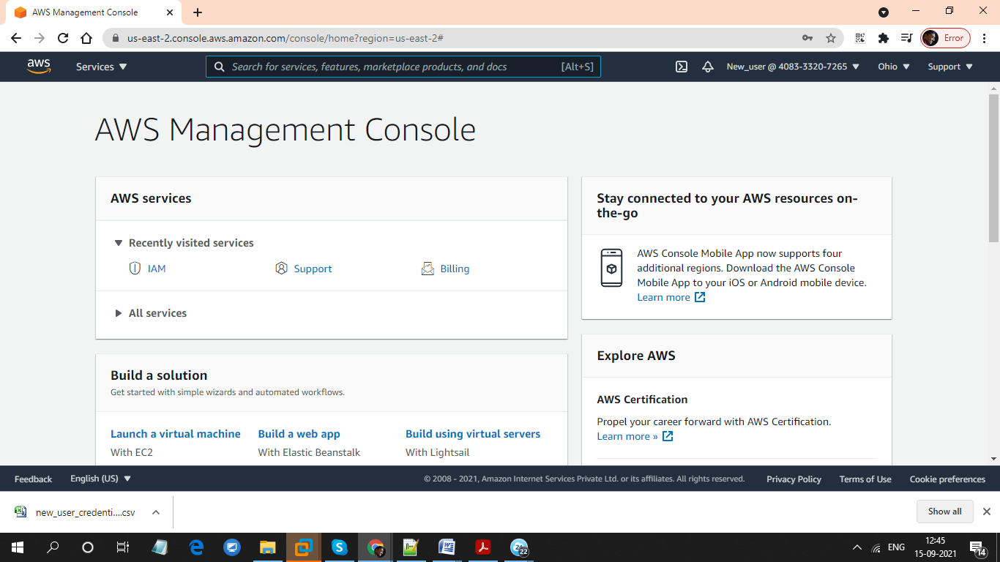 AWS Management Console
us-east-2.console.aws.amazon.com/console/home?region=us-east-2#
Error
aws
Services
Search for services, features, marketplace products, and docs [Alt+S]
New_user @ 4083-3320-7265
Ohio
Support
AWS Management Console
AWS services
Recently visited services
IAM
Support
Billing
All services
Build a solution
Get started with simple wizards and automated workflows.
Launch a virtual machine
With EC2
Build a web app
With Elastic Beanstalk
Build using virtual servers
With Lightsail
Stay connected to your AWS resources on-
the-go
AWS Console Mobile App now supports four
additional regions. Download the AWS Console
Mobile App to your iOS or Android mobile device.
Learn more
Explore AWS
AWS Certification
Propel your career forward with AWS Certification.
Learn more »
Feedback
English (US)
© 2008 - 2021, Amazon Internet Services Private Ltd. or its affiliates. All rights reserved.
Privacy Policy
Terms of Use
Cookie preferences
new_user_credenti....csv
Show all
ENG
12:45
15-09-2021
14
22